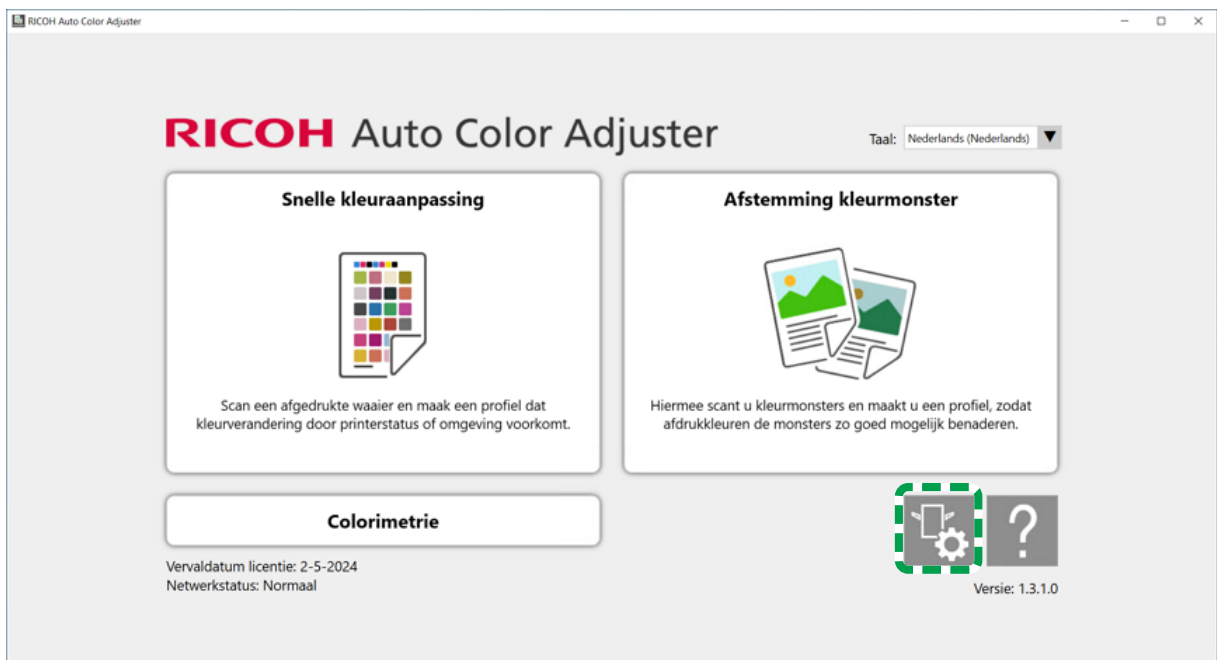 RICOH Auto Color Adjuster
RICOH Auto Color Adjuster
Taal: Nederlands (Nederlands)
Snelle kleuraanpassing
Scan een afgedrukte waaier en maak een profiel dat
kleurverandering door printerstatus of omgeving voorkomt.
Afstemming kleurmonster
Hiermee scant u kleurmonsters en maakt u een profiel, zodat
afdrukkleuren de monsters zo goed mogelijk benaderen.
Colorimetrie
?
Vervaldatum licentie: 2-5-2024
Netwerkstatus: Normaal
Versie: 1.3.1.0